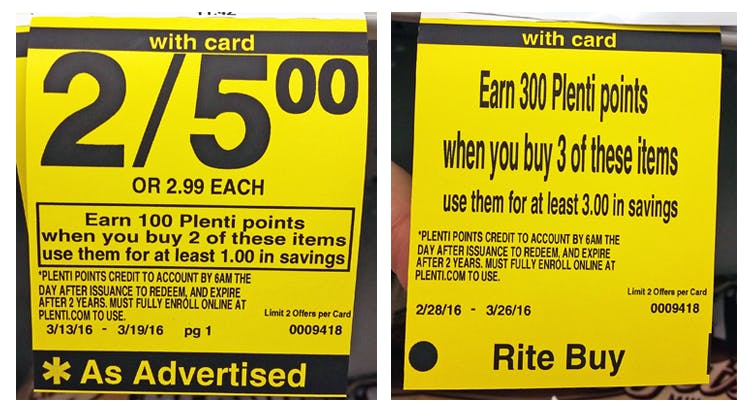 with card
2/5⁰⁰
OR 2.99 EACH
Earn 100 Plenti points
when you buy 2 of these items
use them for at least 1.00 in savings
*PLENTI POINTS CREDIT TO ACCOUNT BY 6AM THE
DAY AFTER ISSUANCE TO REDEEM, AND EXPIRE
AFTER 2 YEARS. MUST FULLY ENROLL ONLINE AT
PLENTI.COM TO USE.
Limit 2 Offers per Card
3/13/16 - 3/19/16 pg 1 0009418
* As Advertised
with card
Earn 300 Plenti points
when you buy 3 of these items
use them for at least 3.00 in savings
*PLENTI POINTS CREDIT TO ACCOUNT BY 6AM THE
DAY AFTER ISSUANCE TO REDEEM, AND EXPIRE
AFTER 2 YEARS. MUST FULLY ENROLL ONLINE AT
PLENTI.COM TO USE.
Limit 2 Offers per Card
2/28/16 - 3/26/16 0009418
Rite Buy